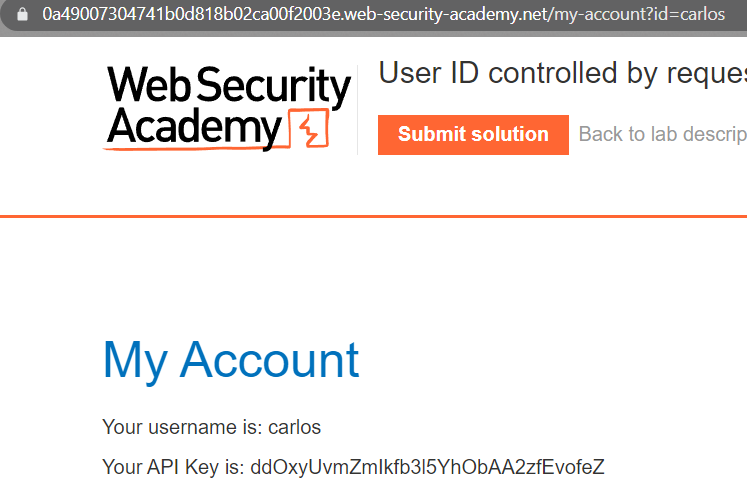 0a49007304741b0d818b02ca00f2003e.web-security-academy.net/my-account?id=carlos
Web Security
Academy
User ID controlled by reques
Submit solution
Back to lab descrip
My Account
Your username is: carlos
Your API Key is: ddOxyUvmZmIkfb3l5YhObAA2zfEvofeZ